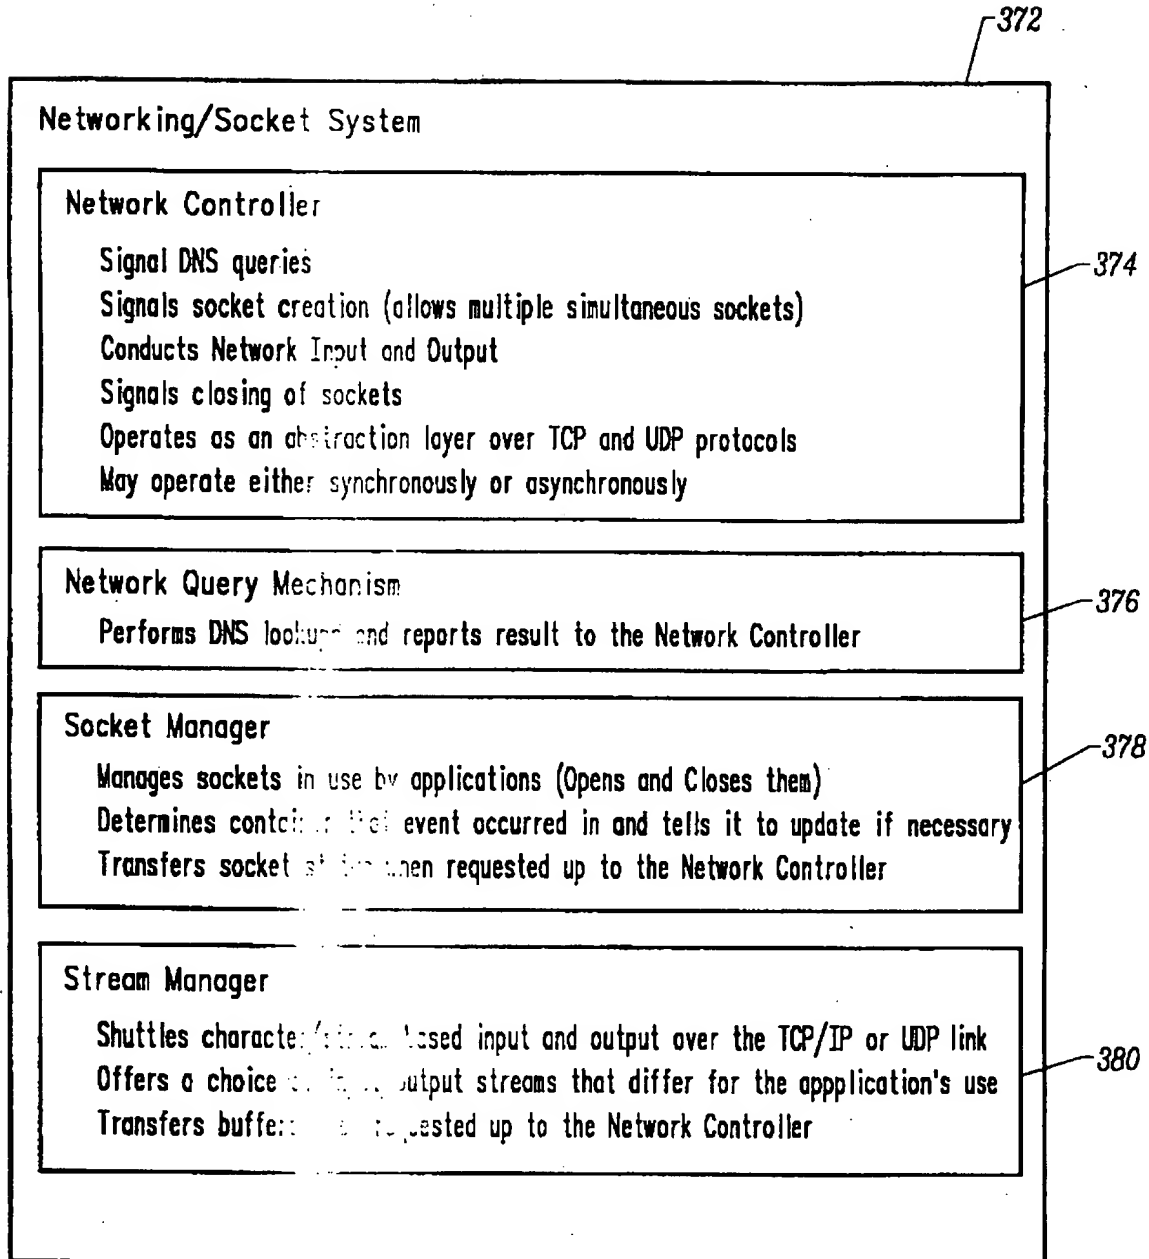 372
Networking/Socket System
Network Controller
Signal DNS queries
Signals socket creation (allows multiple simultaneous sockets)
Conducts Network Input and Output
Signals closing of sockets
Operates as an abstraction layer over TCP and UDP protocols
May operate either synchronously or asynchronously
374
Network Query Mechanism
Performs DNS lookups and reports result to the Network Controller
376
Socket Manager
Manages sockets in use by applications (Opens and Closes them)
Determines event occurred in and tells it to update if necessary
Transfers socket when requested up to the Network Controller
378
Stream Manager
Shuttles input and output over the TCP/IP or UDP link
Offers a choice output streams that differ for the appplication's use
Transfers requested up to the Network Controller
380